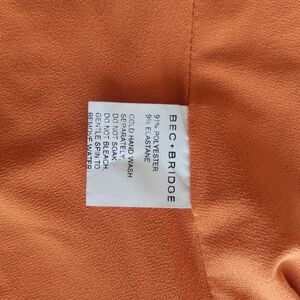 BEC + BRIDGE
91% POLYESTER
9% ELASTANE
COLD HAND WASH
SEPARATELY
DO NOT SOAK
DO NOT BLEACH
GENTLE SPIN TO
REMOVE WATER